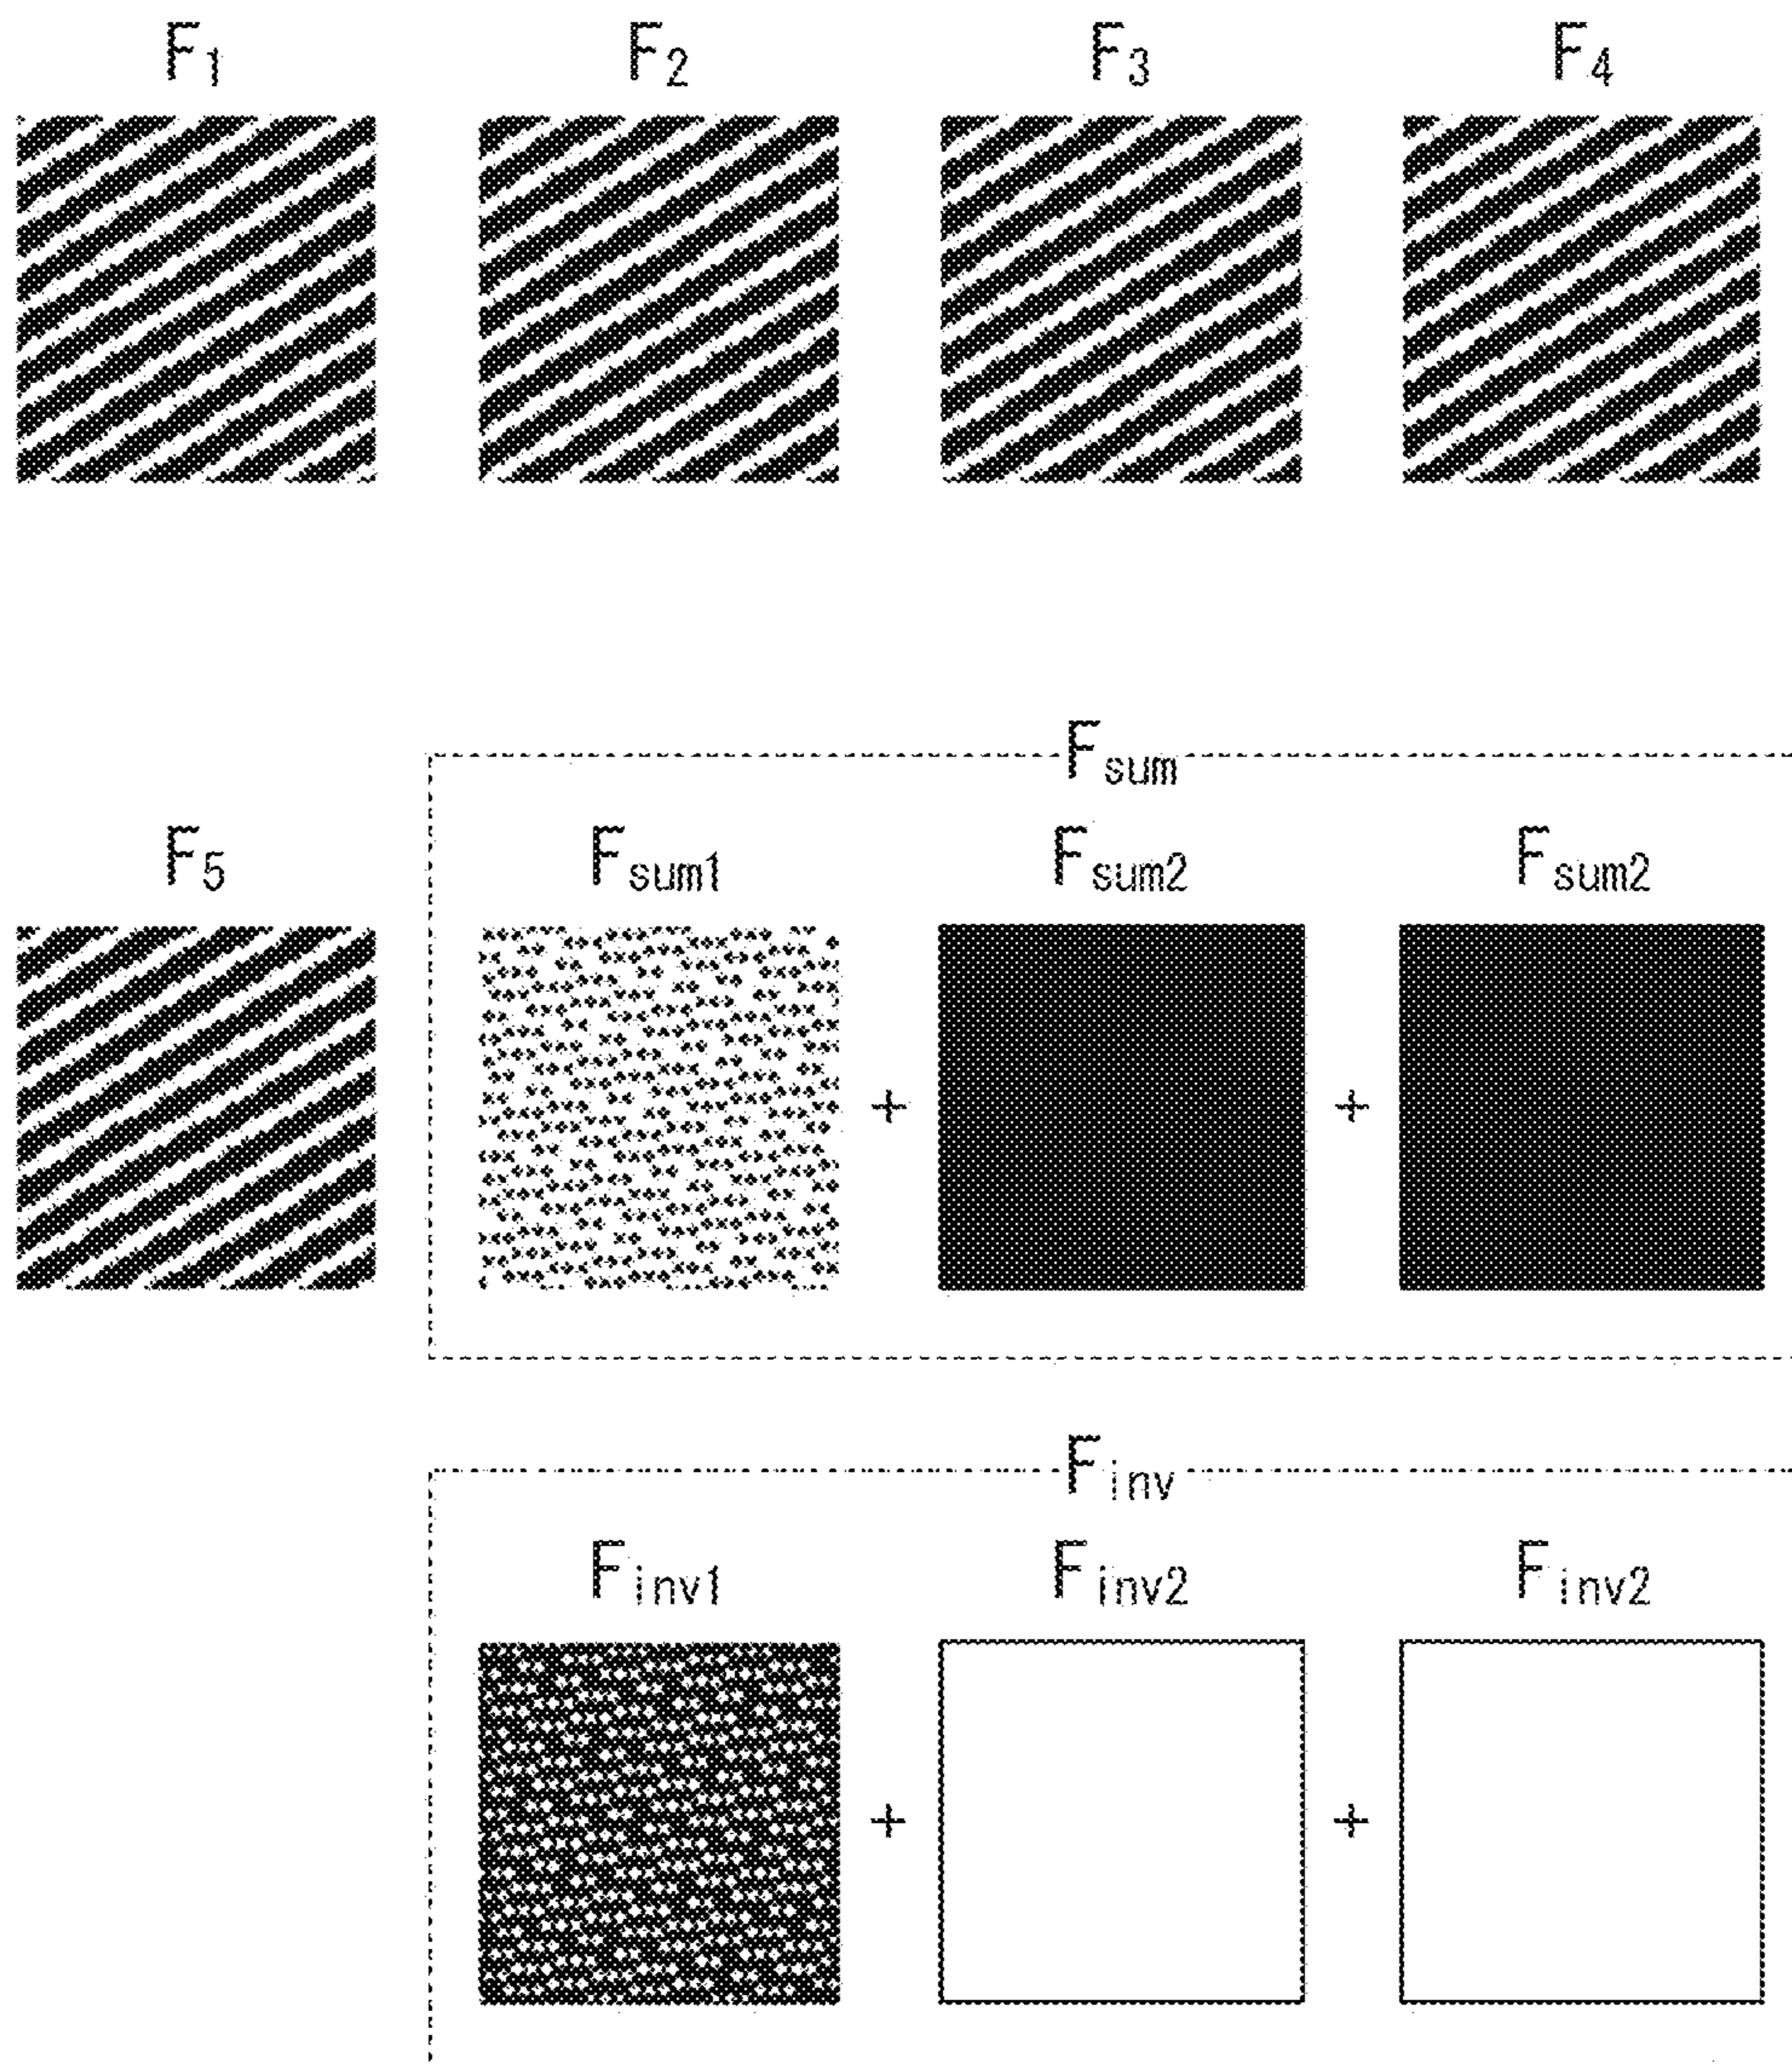 F1 F2 F3 F4
Fsum
F5 Fsum1 Fsum2 Fsum2
+ +
Finv
Finv1 Finv2 Finv2
+ +